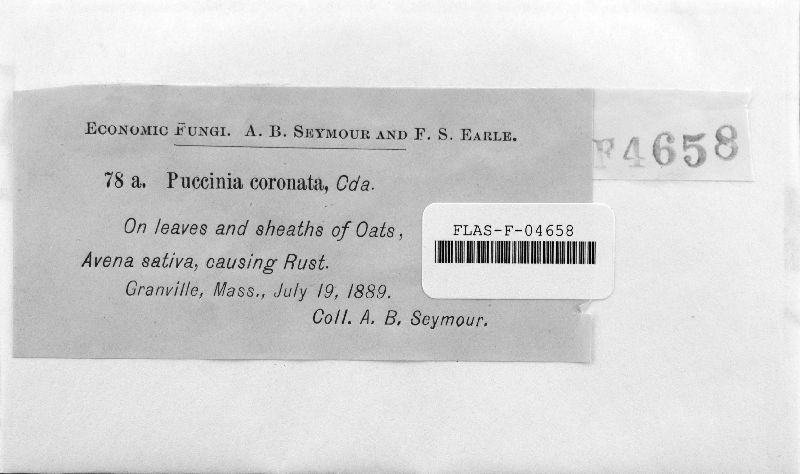 ECONOMIC FUNGI. A. B. SEYMOUR AND F. S. EARLE.
F4658
78 a. Puccinia coronata, Cda.
On leaves and sheaths of Oats,
Avena sativa, causing Rust.
Granville, Mass., July 19, 1889.
Coll. A. B. Seymour.
FLAS-F-04658